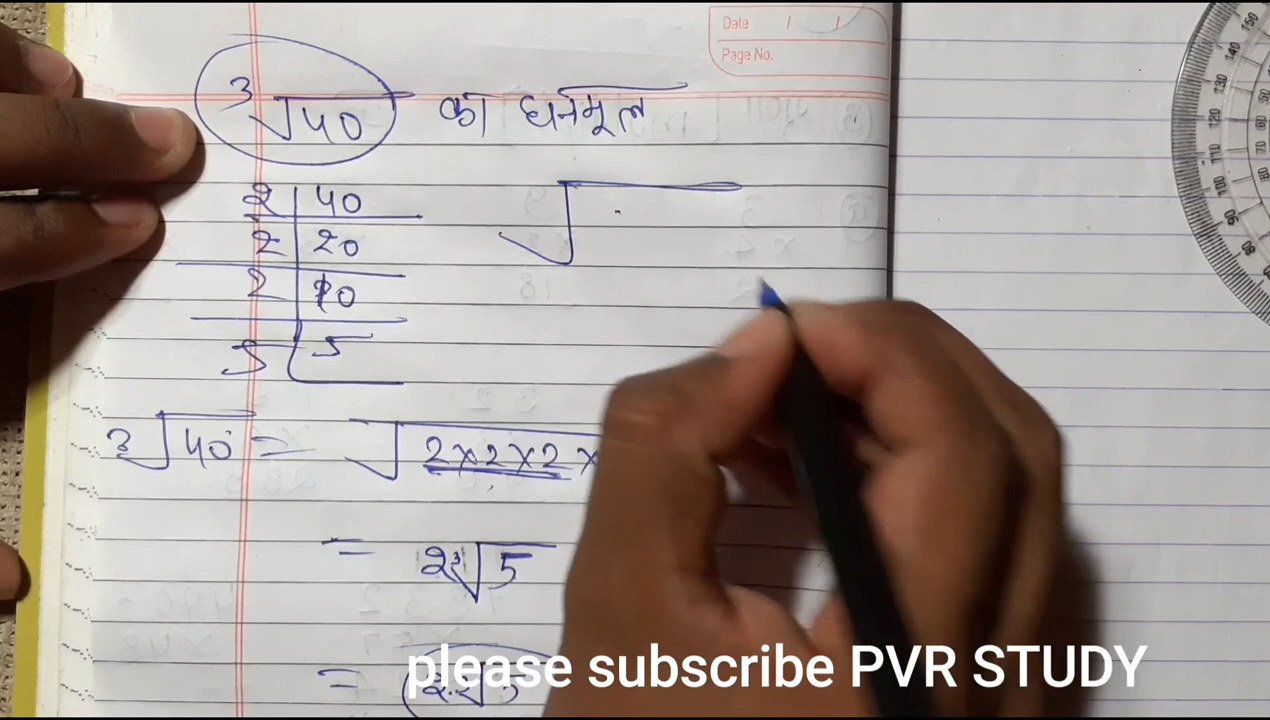 Date / /
Page No.
³√40 का घनमूल
2 | 40
2 | 20
2 | 10
5 | 5
³√40 = √2×2×2×
= 2³√5
=
please subscribe PVR STUDY